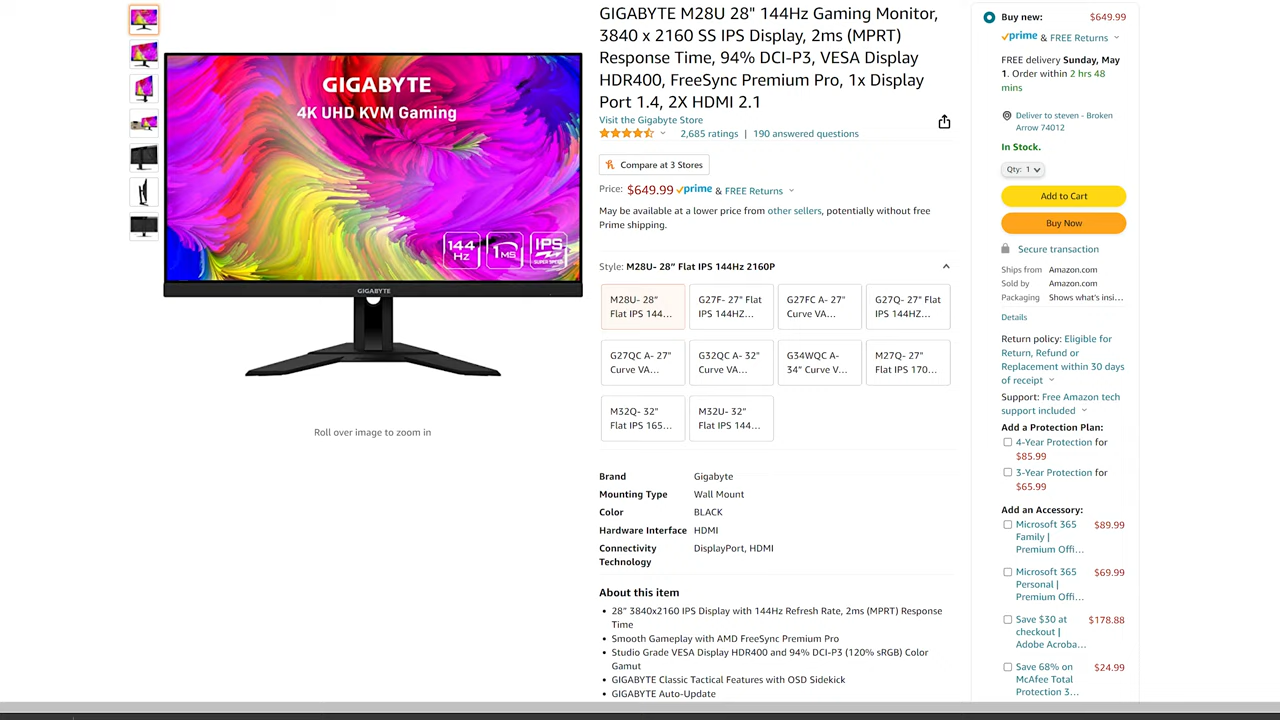 GIGABYTE
4K UHD KVM Gaming
144
Hz
1MS
IPS
SUPER SPEED
GIGABYTE
Roll over image to zoom in
GIGABYTE M28U 28" 144Hz Gaming Monitor,
3840 x 2160 SS IPS Display, 2ms (MPRT)
Response Time, 94% DCI-P3, VESA Display
HDR400, FreeSync Premium Pro, 1x Display
Port 1.4, 2X HDMI 2.1
Visit the Gigabyte Store
2,685 ratings | 190 answered questions
Compare at 3 Stores
Price: $649.99 prime & FREE Returns
May be available at a lower price from other sellers, potentially without free
Prime shipping.
Style: M28U- 28" Flat IPS 144Hz 2160P
M28U- 28"
Flat IPS 144...
G27F- 27" Flat
IPS 144HZ...
G27FC A- 27"
Curve VA...
G27Q- 27" Flat
IPS 144HZ...
G27QC A- 27"
Curve VA...
G32QC A- 32"
Curve VA...
G34WQC A-
34" Curve V...
M27Q- 27"
Flat IPS 170...
M32Q- 32"
Flat IPS 165...
M32U- 32"
Flat IPS 144...
Brand Gigabyte
Mounting Type Wall Mount
Color BLACK
Hardware Interface HDMI
Connectivity DisplayPort, HDMI
Technology
About this item
• 28" 3840x2160 IPS Display with 144Hz Refresh Rate, 2ms (MPRT) Response
Time
• Smooth Gameplay with AMD FreeSync Premium Pro
• Studio Grade VESA Display HDR400 and 94% DCI-P3 (120% sRGB) Color
Gamut
• GIGABYTE Classic Tactical Features with OSD Sidekick
• GIGABYTE Auto-Update
Buy new: $649.99
prime & FREE Returns
FREE delivery Sunday, May
1. Order within 2 hrs 48
mins
Deliver to steven - Broken
Arrow 74012
In Stock.
Qty: 1
Add to Cart
Buy Now
Secure transaction
Ships from Amazon.com
Sold by Amazon.com
Packaging Shows what's insi...
Details
Return policy: Eligible for
Return, Refund or
Replacement within 30 days
of receipt
Support: Free Amazon tech
support included
Add a Protection Plan:
4-Year Protection for
$85.99
3-Year Protection for
$65.99
Add an Accessory:
Microsoft 365 $89.99
Family |
Premium Offi...
Microsoft 365 $69.99
Personal |
Premium Offi...
Save $30 at $178.88
checkout |
Adobe Acroba...
Save 68% on $24.99
McAfee Total
Protection 3...